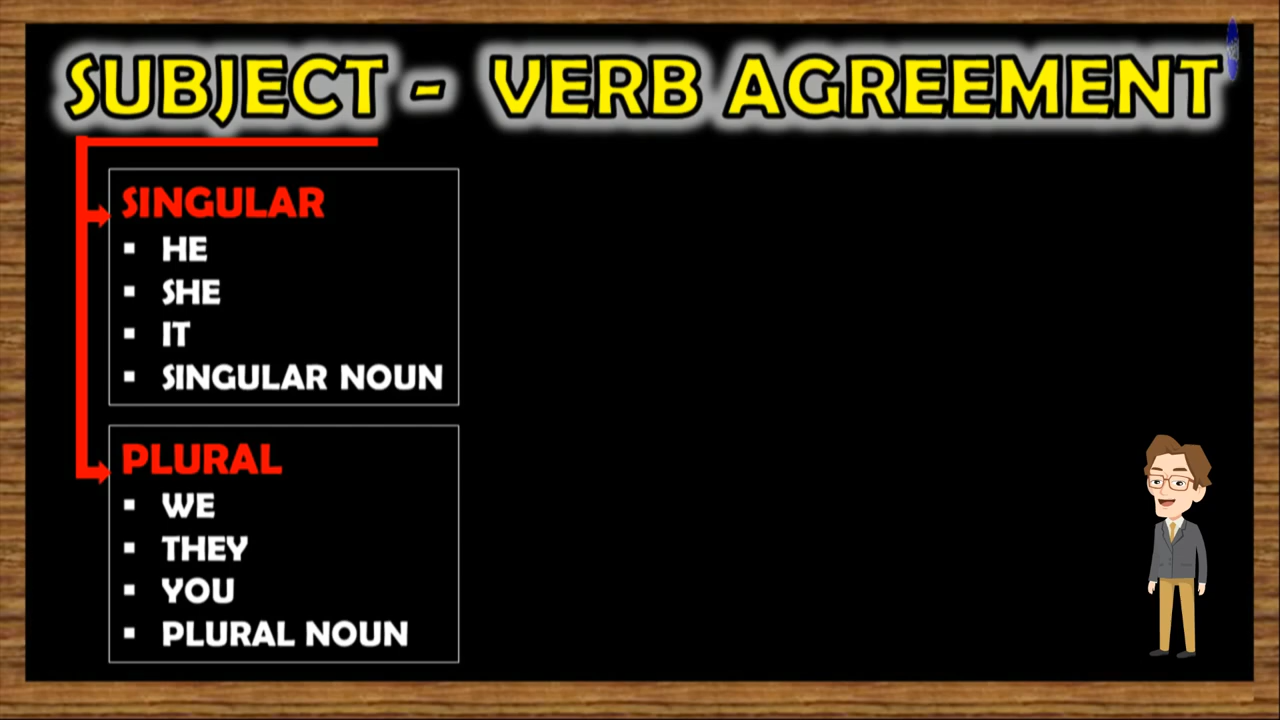 SUBJECT - VERB AGREEMENT
SINGULAR
▪ HE
▪ SHE
▪ IT
▪ SINGULAR NOUN
PLURAL
▪ WE
▪ THEY
▪ YOU
▪ PLURAL NOUN